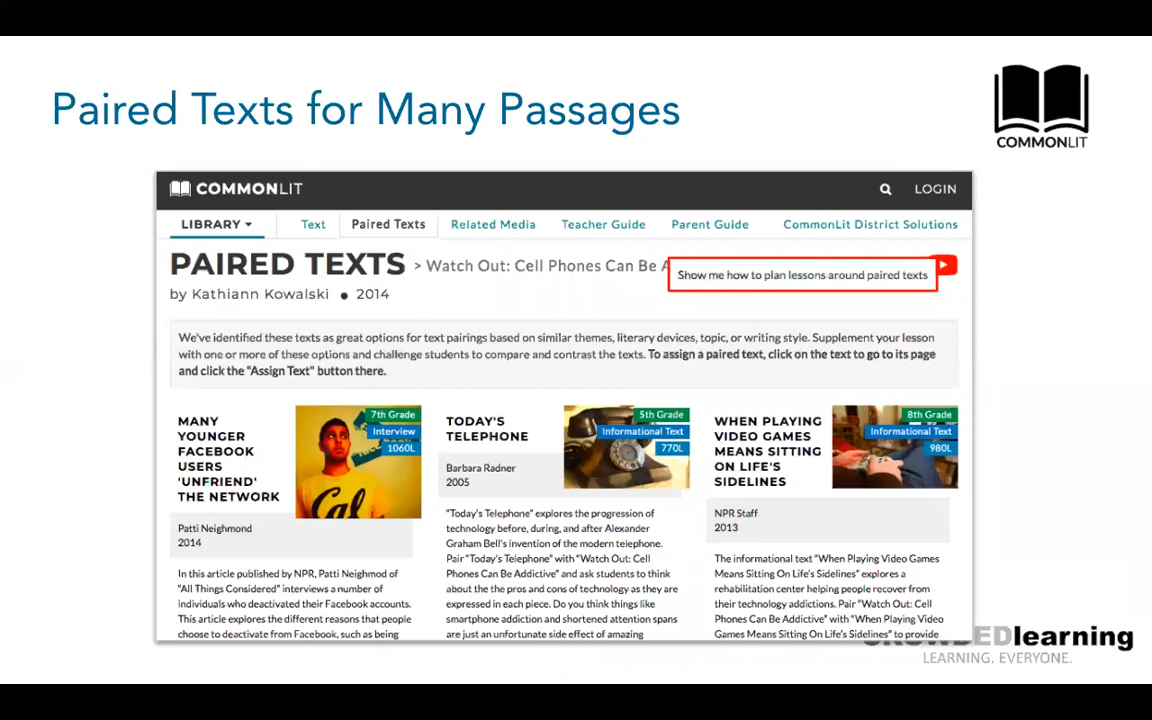 Paired Texts for Many Passages
COMMONLIT
COMMONLIT
LOGIN
LIBRARY
Text
Paired Texts
Related Media
Teacher Guide
Parent Guide
CommonLit District Solutions
PAIRED TEXTS > Watch Out: Cell Phones Can Be
Show me how to plan lessons around paired texts
by Kathiann Kowalski ● 2014
We've identified these texts as great options for text pairings based on similar themes, literary devices, topic, or writing style. Supplement your lesson
with one or more of these options and challenge students to compare and contrast the texts. To assign a paired text, click on the text to go to its page
and click the "Assign Text" button there.
MANY
YOUNGER
FACEBOOK
USERS
'UNFRIEND'
THE NETWORK
7th Grade
Interview
1060L
Cal
Patti Neighmond
2014
In this article published by NPR, Patti Neighmod of
"All Things Considered" interviews a number of
individuals who deactivated their Facebook accounts.
This article explores the different reasons that people
choose to deactivate from Facebook, such as being
TODAY'S
TELEPHONE
5th Grade
Informational Text
770L
Barbara Radner
2005
"Today's Telephone" explores the progression of
technology before, during, and after Alexander
Graham Bell's invention of the modern telephone.
Pair "Today's Telephone" with "Watch Out: Cell
Phones Can Be Addictive" and ask students to think
about the the pros and cons of technology as they are
expressed in each piece. Do you think things like
smartphone addiction and shortened attention spans
are just an unfortunate side effect of amazing
WHEN PLAYING
VIDEO GAMES
MEANS SITTING
ON LIFE'S
SIDELINES
8th Grade
Informational Text
980L
NPR Staff
2013
The informational text "When Playing Video Games
Means Sitting On Life's Sidelines" explores a
rehabilitation center helping people recover from
their technology addictions. Pair "Watch Out: Cell
Phones Can Be Addictive" with "When Playing Video
Games Means Sitting On Life's Sidelines" to provide
learning
LEARNING. EVERYONE.